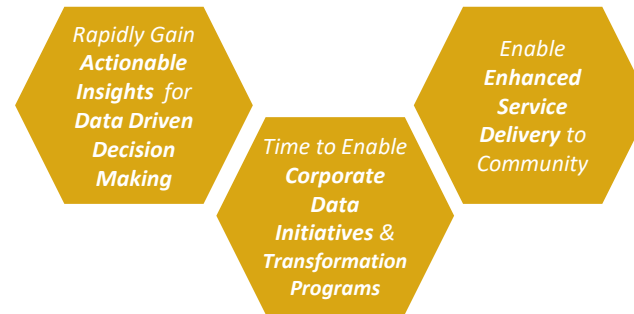 Rapidly Gain
Actionable
Insights for
Data Driven
Decision
Making
Time to Enable
Corporate
Data
Initiatives &
Transformation
Programs
Enable
Enhanced
Service
Delivery to
Community